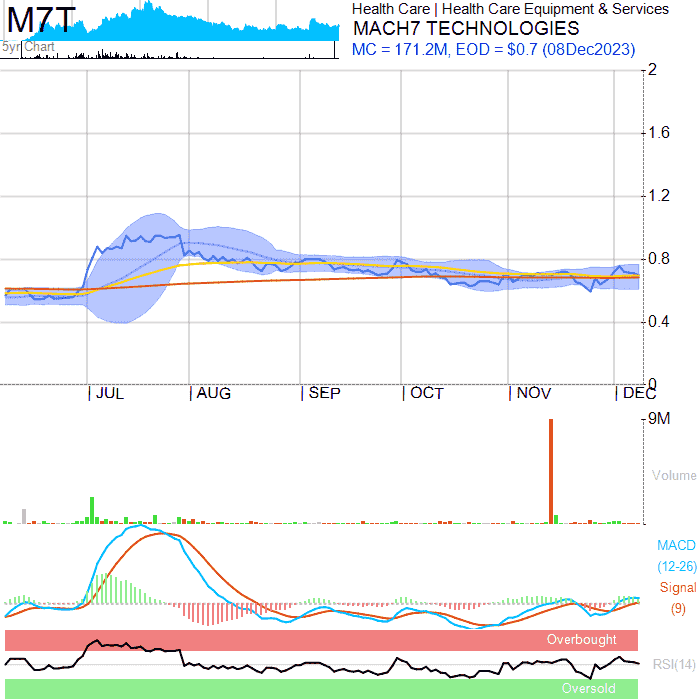 M7T
5yr Chart
Health Care | Health Care Equipment & Services
MACH7 TECHNOLOGIES
MC = 171.2M, EOD = $0.7 (08Dec2023)
2
1.6
1.2
0.8
0.4
0
JUL AUG SEP OCT NOV DEC
9M
Volume
MACD
(12-26)
Signal
(9)
Overbought
RSI(14)
Oversold